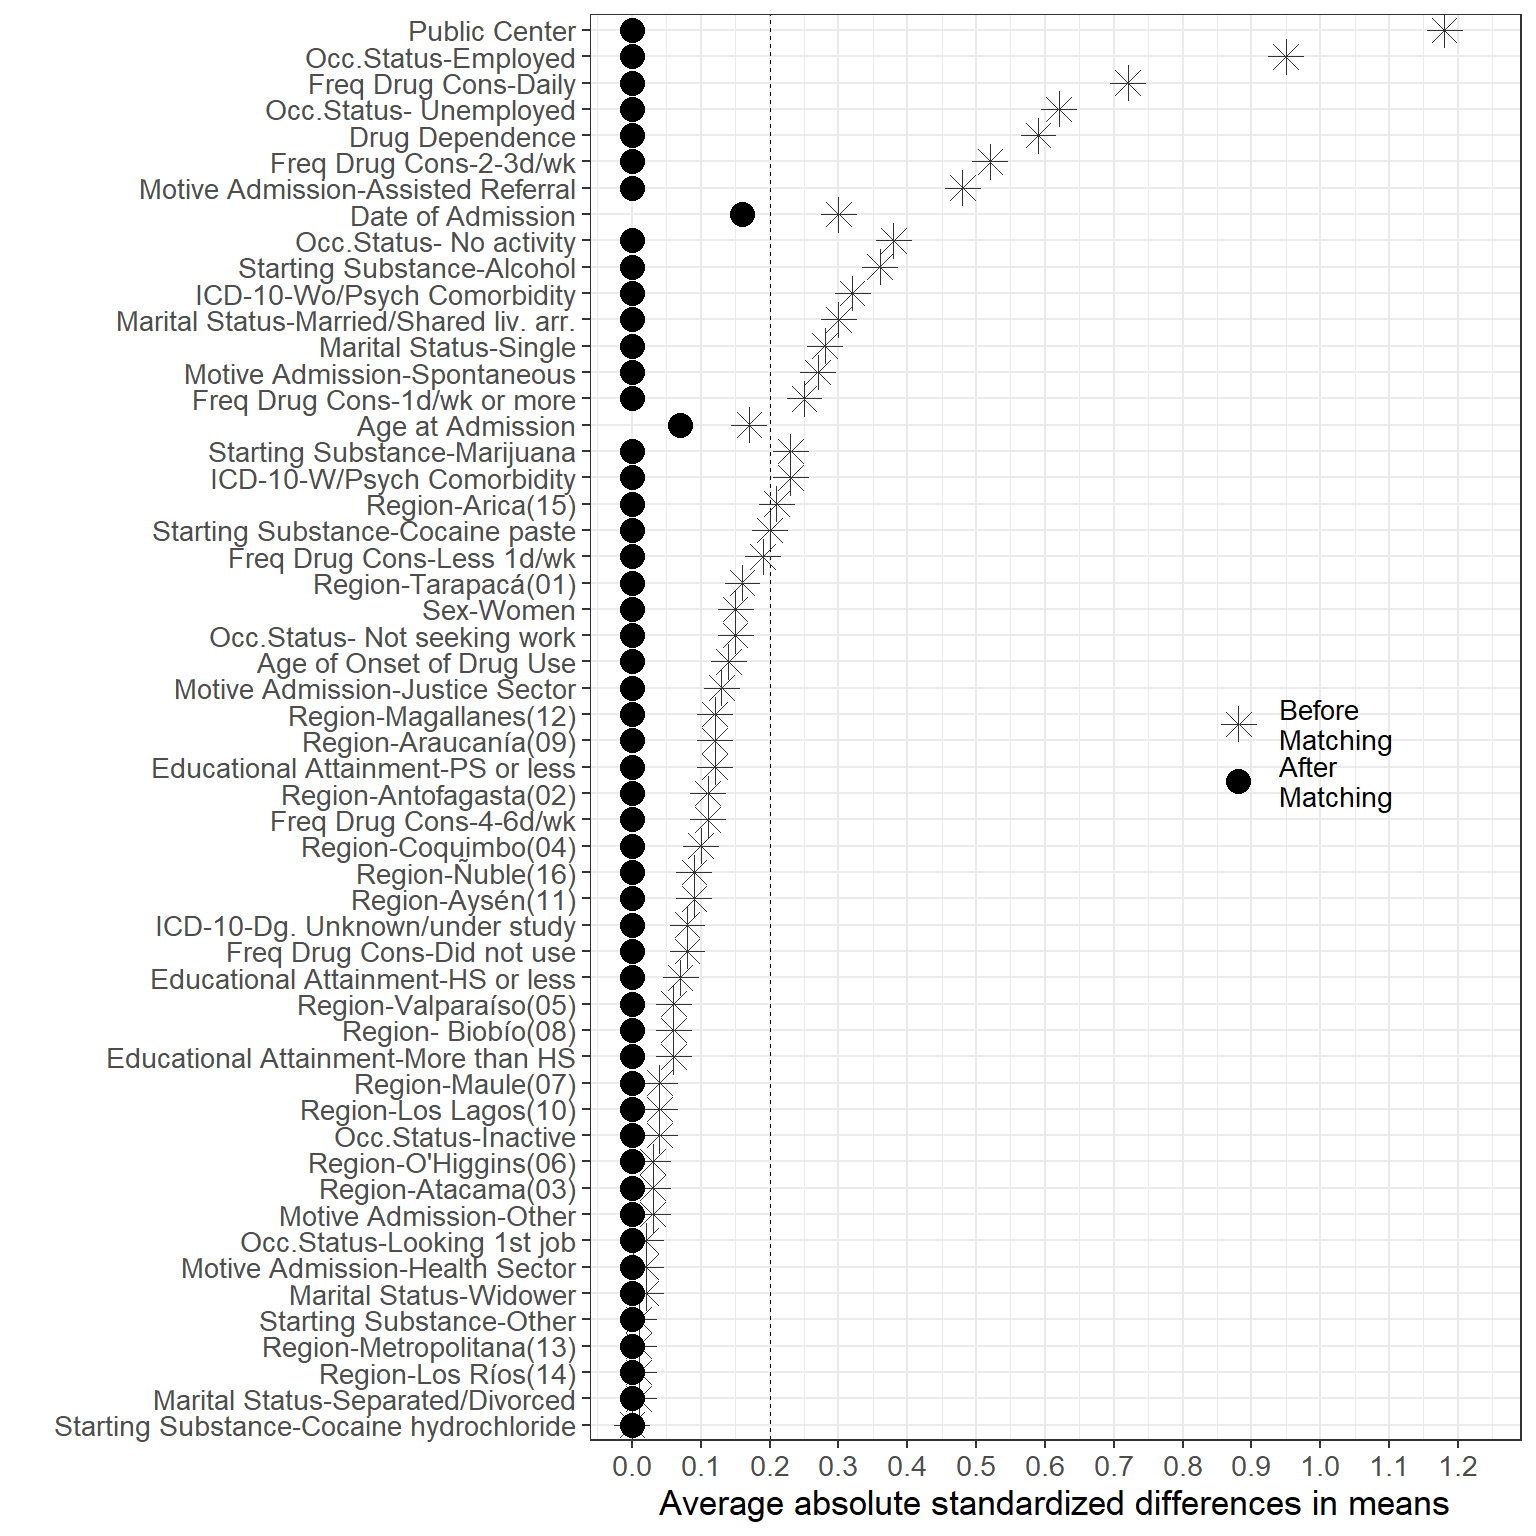 Public Center
Occ.Status-Employed
Freq Drug Cons-Daily
Occ.Status- Unemployed
Drug Dependence
Freq Drug Cons-2-3d/wk
Motive Admission-Assisted Referral
Date of Admission
Occ.Status- No activity
Starting Substance-Alcohol
ICD-10-Wo/Psych Comorbidity
Marital Status-Married/Shared liv. arr.
Marital Status-Single
Motive Admission-Spontaneous
Freq Drug Cons-1d/wk or more
Age at Admission
Starting Substance-Marijuana
ICD-10-W/Psych Comorbidity
Region-Arica(15)
Starting Substance-Cocaine paste
Freq Drug Cons-Less 1d/wk
Region-Tarapacá(01)
Sex-Women
Occ.Status- Not seeking work
Age of Onset of Drug Use
Motive Admission-Justice Sector
Region-Magallanes(12)
Region-Araucanía(09)
Educational Attainment-PS or less
Region-Antofagasta(02)
Freq Drug Cons-4-6d/wk
Region-Coquimbo(04)
Region-Ñuble(16)
Region-Aysén(11)
ICD-10-Dg. Unknown/under study
Freq Drug Cons-Did not use
Educational Attainment-HS or less
Region-Valparaíso(05)
Region- Biobío(08)
Educational Attainment-More than HS
Region-Maule(07)
Region-Los Lagos(10)
Occ.Status-Inactive
Region-O'Higgins(06)
Region-Atacama(03)
Motive Admission-Other
Occ.Status-Looking 1st job
Motive Admission-Health Sector
Marital Status-Widower
Starting Substance-Other
Region-Metropolitana(13)
Region-Los Ríos(14)
Marital Status-Separated/Divorced
Starting Substance-Cocaine hydrochloride
Before
Matching
After
Matching
0.0 0.1 0.2 0.3 0.4 0.5 0.6 0.7 0.8 0.9 1.0 1.1 1.2
Average absolute standardized differences in means